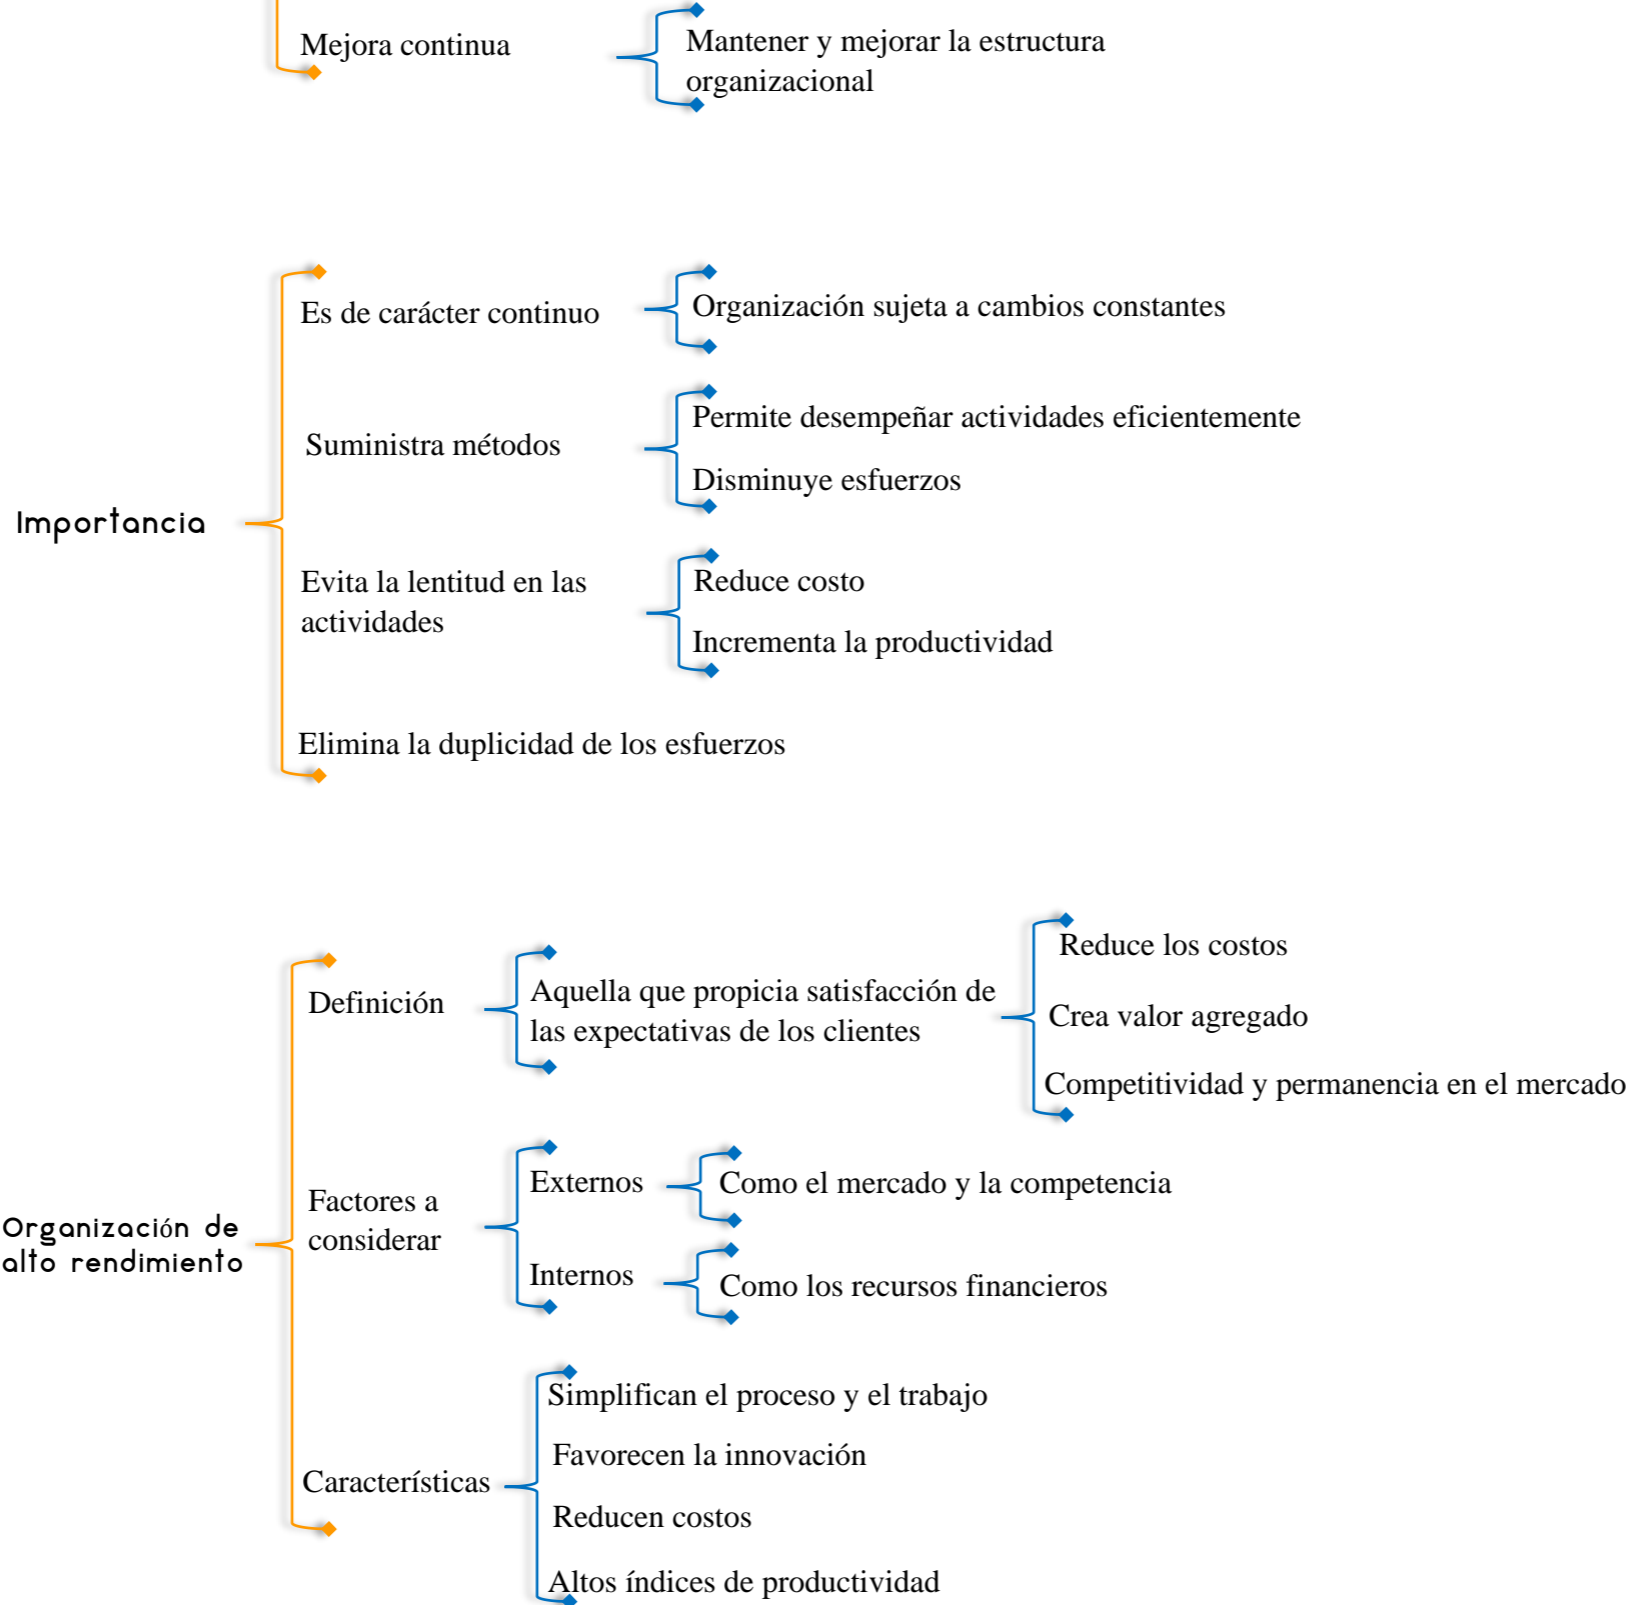 Mejora continua
Mantener y mejorar la estructura
organizacional
Importancia
Es de carácter continuo
Organización sujeta a cambios constantes
Suministra métodos
Permite desempeñar actividades eficientemente
Disminuye esfuerzos
Evita la lentitud en las
actividades
Reduce costo
Incrementa la productividad
Elimina la duplicidad de los esfuerzos
Organización de
alto rendimiento
Definición
Aquella que propicia satisfacción de
las expectativas de los clientes
Reduce los costos
Crea valor agregado
Competitividad y permanencia en el mercado
Factores a
considerar
Externos
Como el mercado y la competencia
Internos
Como los recursos financieros
Características
Simplifican el proceso y el trabajo
Favorecen la innovación
Reducen costos
Altos índices de productividad